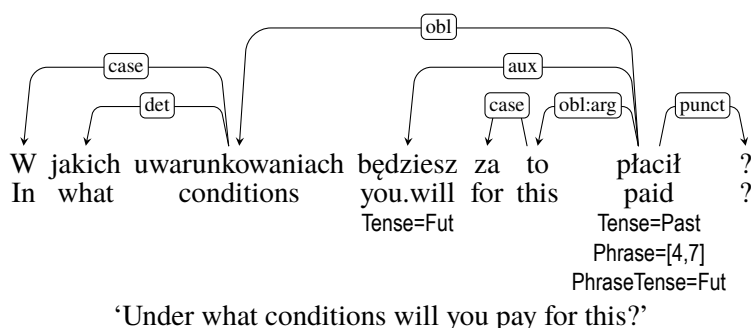 obl
case aux
det case obl:arg punct
W jakich uwarunkowaniach będziesz za to płacił ?
In what conditions you.will for this paid ?
Tense=Fut Tense=Past
Phrase=[4,7]
PhraseTense=Fut
‘Under what conditions will you pay for this?’